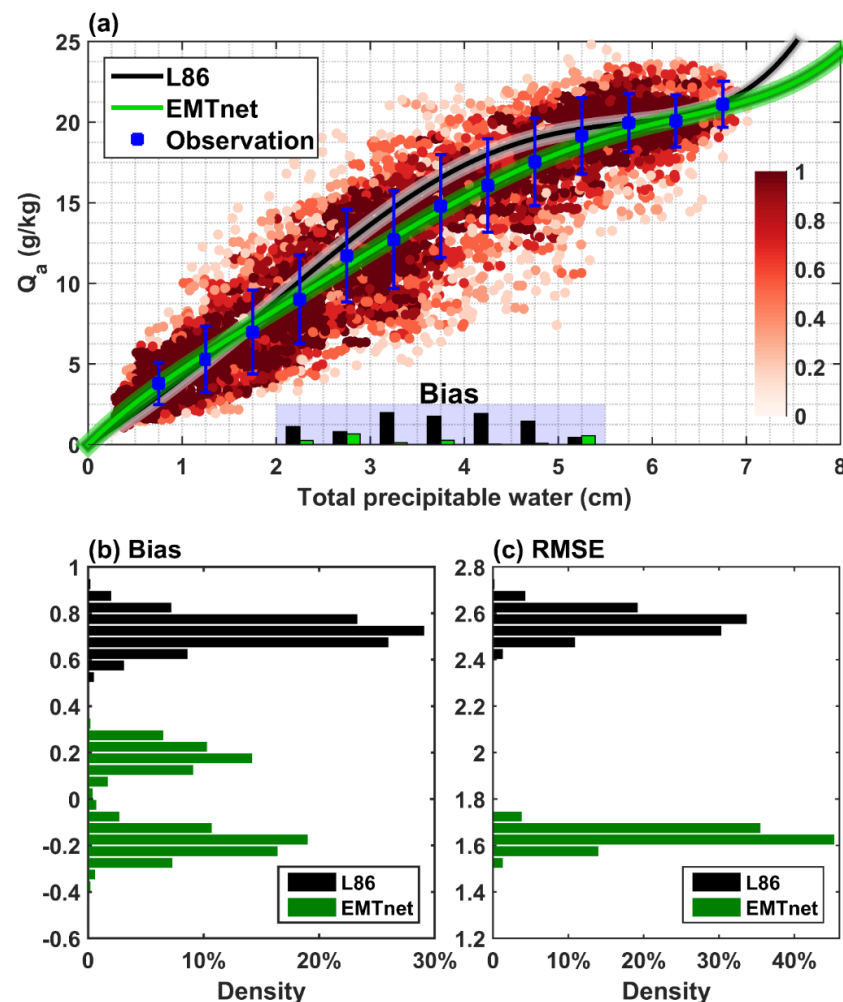 (a)
25
20
15
10
5
0
Qa (g/kg)
L86
EMTnet
Observation
1
0.8
0.6
0.4
0.2
0
Bias
0 1 2 3 4 5 6 7 8
Total precipitable water (cm)
(b) Bias
1
0.8
0.6
0.4
0.2
0
-0.2
-0.4
-0.6
L86
EMTnet
0 10% 20% 30%
Density
(c) RMSE
2.8
2.6
2.4
2.2
2
1.8
1.6
1.4
1.2
L86
EMTnet
0 10% 20% 30% 40%
Density